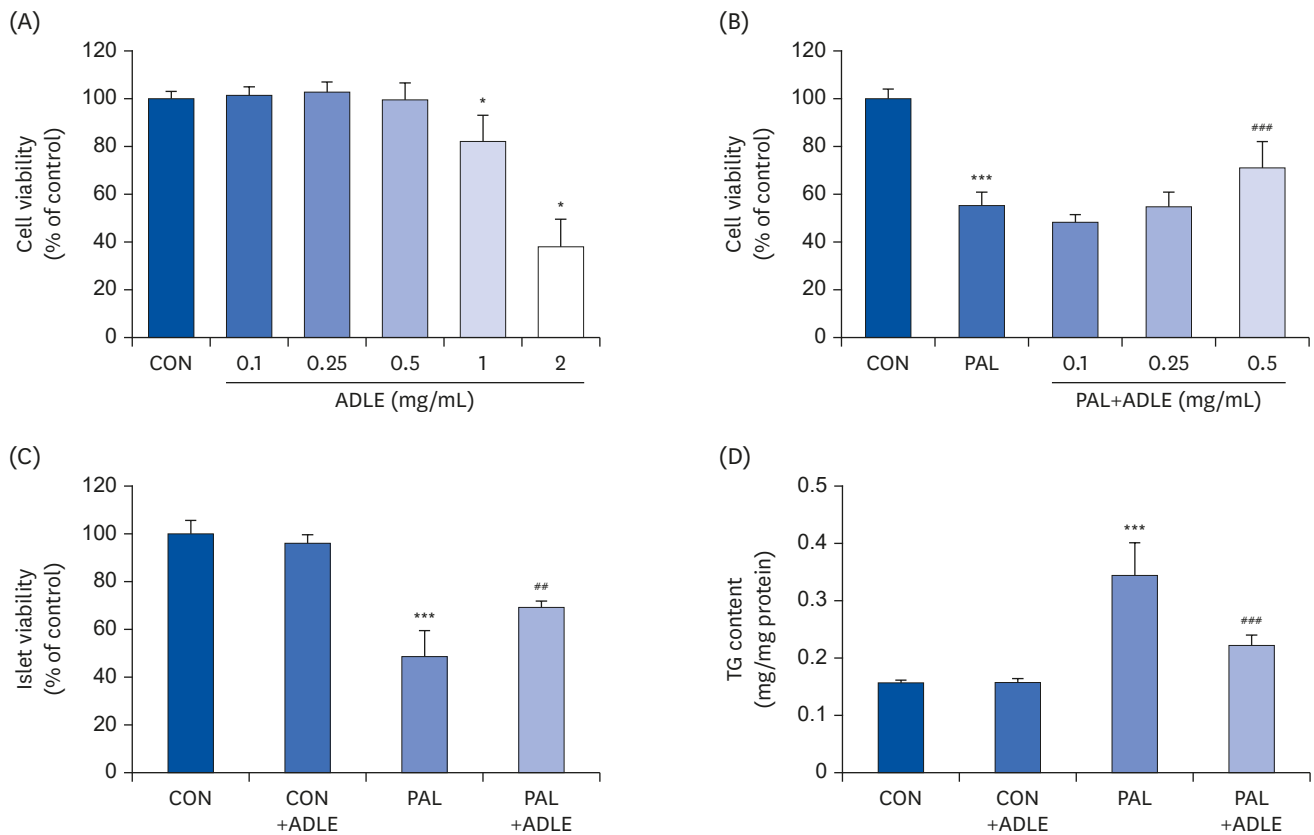 (A)
120
100
80
60
40
20
0
Cell viability
(% of control)
*
*
CON
0.1
0.25
0.5
1
2
ADLE (mg/mL)
(B)
120
100
80
60
40
20
0
Cell viability
(% of control)
***
###
CON
PAL
0.1
0.25
0.5
PAL+ADLE (mg/mL)
(C)
120
100
80
60
40
20
0
Islet viability
(% of control)
***
##
CON
CON
+ADLE
PAL
PAL
+ADLE
(D)
0.5
0.4
0.3
0.2
0.1
0
TG content
(mg/mg protein)
***
###
CON
CON
+ADLE
PAL
PAL
+ADLE